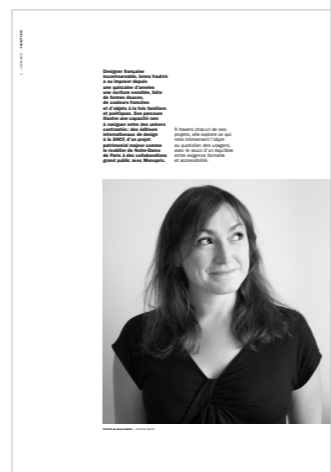 Designer française
incontournable, Ionna Vautrin
a su imposer depuis
une quinzaine d'années
une écriture sensible, faite
de formes douces,
de couleurs franches
et d'objets à la fois familiers
et poétiques. Son parcours
illustre une capacité rare
à naviguer entre des univers
contrastés : des éditeurs
internationaux de design
à la SNCF, d'un projet
patrimonial majeur comme
le mobilier de Notre-Dame
de Paris à des collaborations
grand public avec Monoprix.
À travers chacun de ses
projets, elle explore ce qui
relie intimement l'objet
au quotidien des usagers,
avec le souci d'un équilibre
entre exigence formelle
et accessibilité.